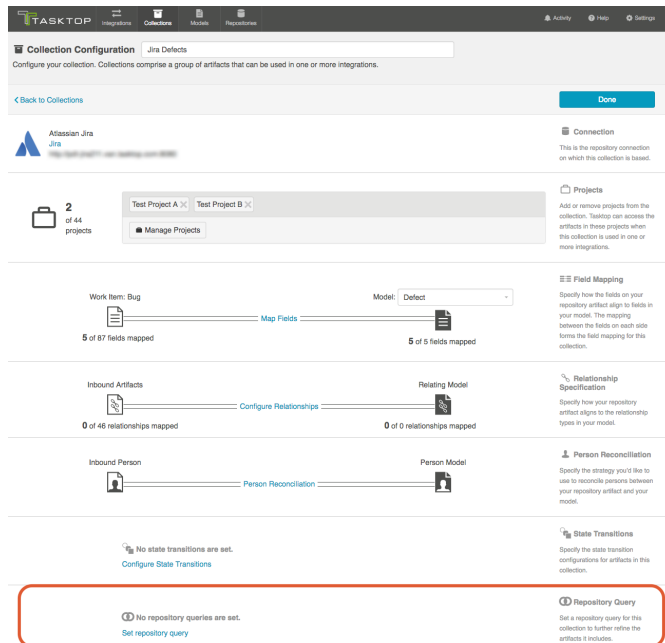 TASKTOP
Integrations
Collections
Models
Repositories
Activity
Help
Settings
Collection Configuration
Jira Defects
Configure your collection. Collections comprise a group of artifacts that can be used in one or more integrations.
Back to Collections
Done
Atlassian Jira
Jira
Connection
This is the repository connection
on which this collection is based.
2
of 44
projects
Test Project A
Test Project B
Manage Projects
Projects
Add or remove projects from the
collection. Tasktop can access the
artifacts in these projects when
this collection is used in one or
more integrations.
Work Item: Bug
Model: Defect
Map Fields
5 of 87 fields mapped
5 of 5 fields mapped
Field Mapping
Specify how the fields on your
repository artifact align to fields in
your model. The mapping
between the fields on each side
forms the field mapping for this
collection.
Inbound Artifacts
Relating Model
Configure Relationships
0 of 46 relationships mapped
0 of 0 relationships mapped
Relationship
Specification
Specify how your repository
artifact aligns to the relationship
types in your model.
Inbound Person
Person Model
Person Reconciliation
Person Reconciliation
Specify the strategy you'd like to
use to reconcile persons between
your repository artifact and your
model.
No state transitions are set.
Configure State Transitions
State Transitions
Specify the state transition
configurations for artifacts in this
collection.
No repository queries are set.
Set repository query
Repository Query
Set a repository query for this
collection to further refine the
artifacts it includes.